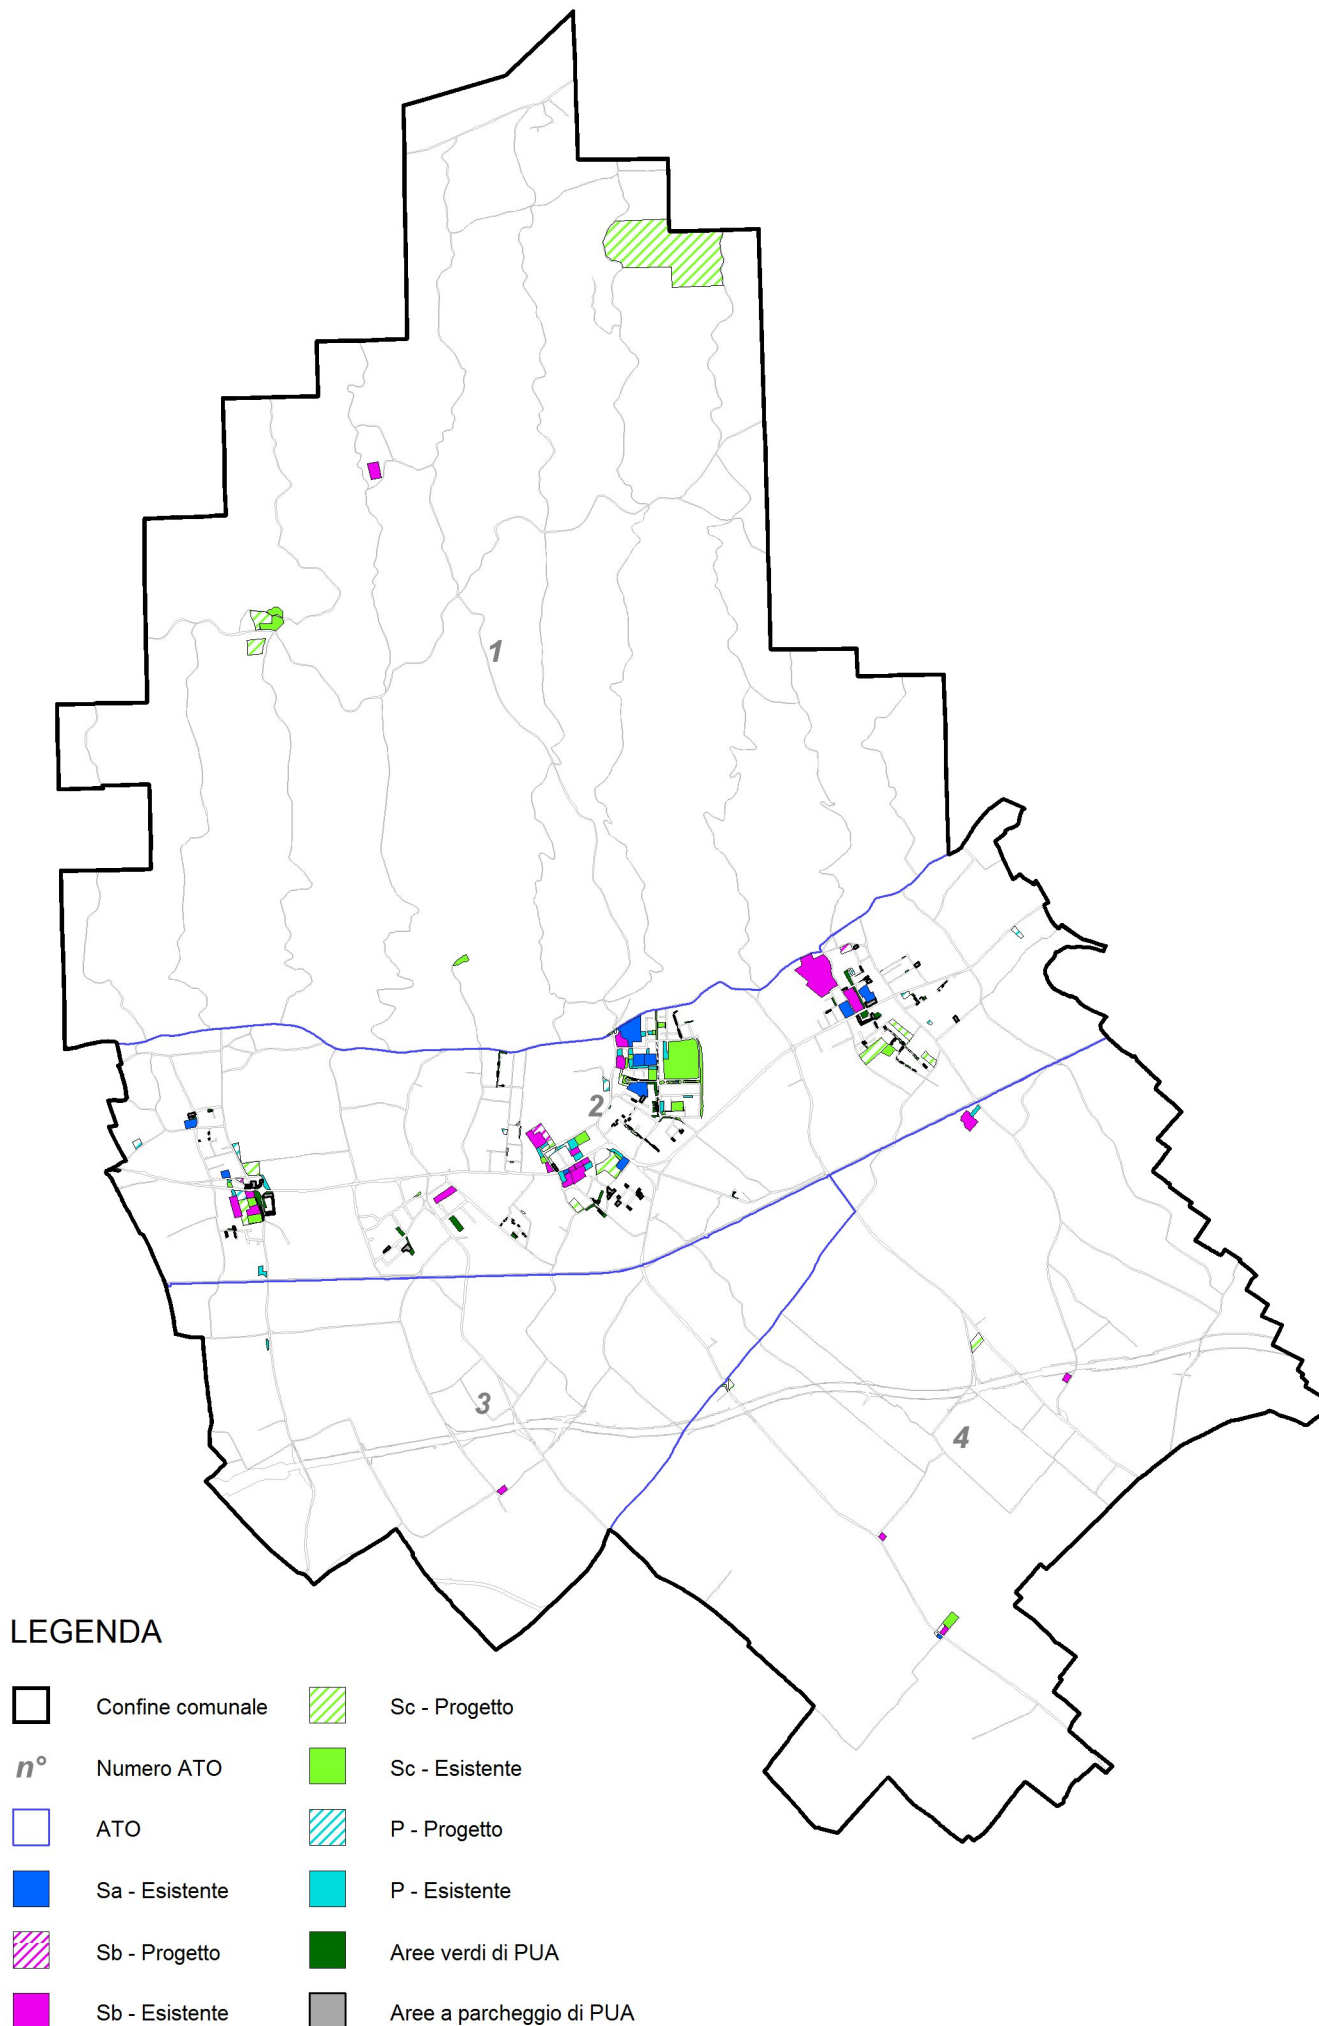 1
2
3
4
LEGENDA
Confine comunale
n° Numero ATO
ATO
Sa - Esistente
Sb - Progetto
Sb - Esistente
Sc - Progetto
Sc - Esistente
P - Progetto
P - Esistente
Aree verdi di PUA
Aree a parcheggio di PUA